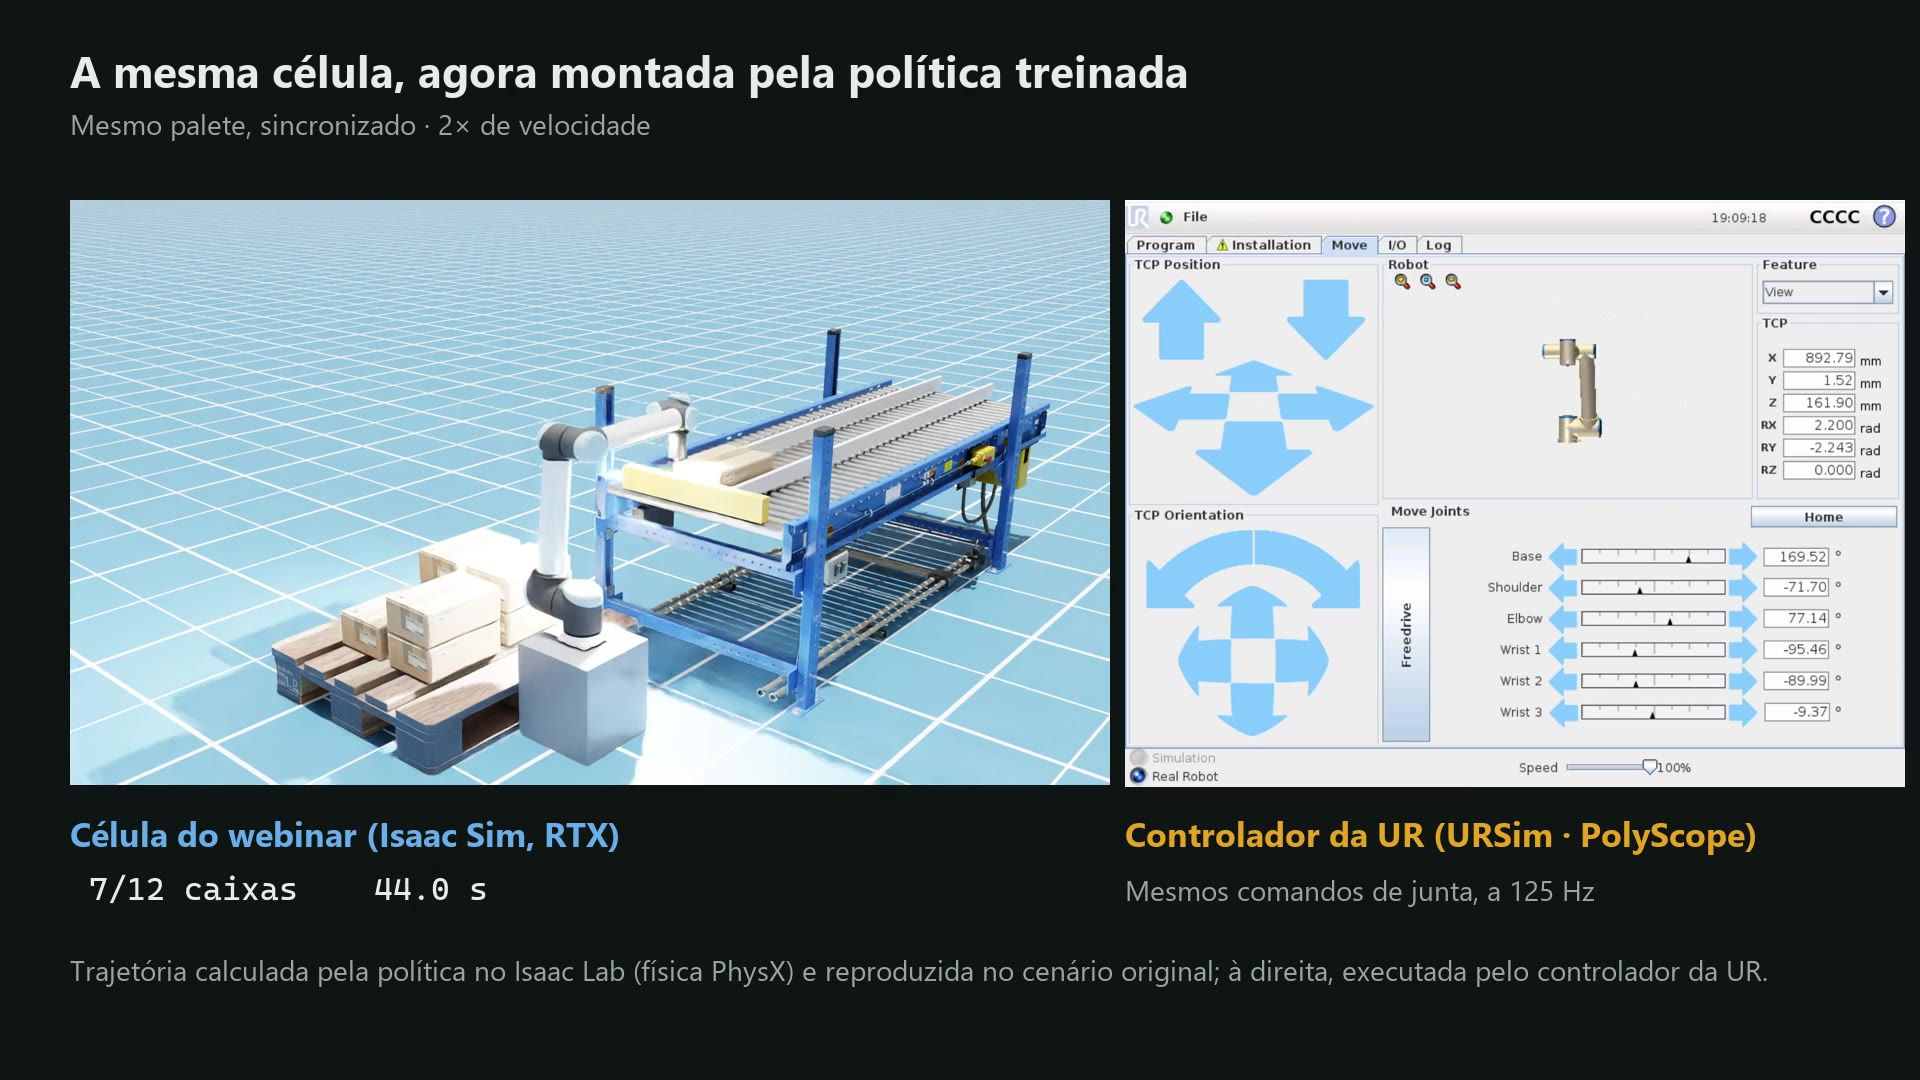 A mesma célula, agora montada pela política treinada
Mesmo palete, sincronizado · 2× de velocidade
UR File 19:09:18 CCCC ?
Program Installation Move I/O Log
TCP Position
Robot
Feature
View
TCP
X 892.79 mm
Y 1.52 mm
Z 161.90 mm
RX 2.200 rad
RY -2.243 rad
RZ 0.000 rad
TCP Orientation
Move Joints
Home
Freedrive
Base 169.52 °
Shoulder -71.70 °
Elbow 77.14 °
Wrist 1 -95.46 °
Wrist 2 -89.99 °
Wrist 3 -9.37 °
Simulation
Real Robot
Speed 100%
Célula do webinar (Isaac Sim, RTX)
7/12 caixas 44.0 s
Controlador da UR (URSim · PolyScope)
Mesmos comandos de junta, a 125 Hz
Trajetória calculada pela política no Isaac Lab (física PhysX) e reproduzida no cenário original; à direita, executada pelo controlador da UR.